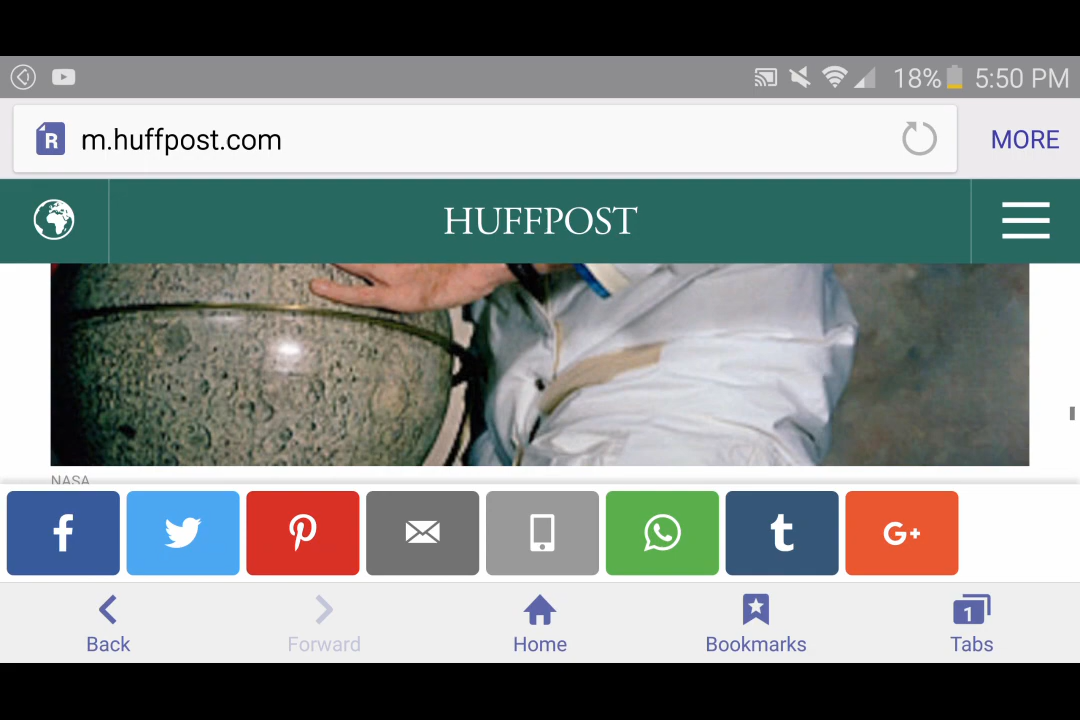 18% 5:50 PM
R m.huffpost.com MORE
HUFFPOST
NASA
f p t G+
Back Forward Home Bookmarks 1 Tabs